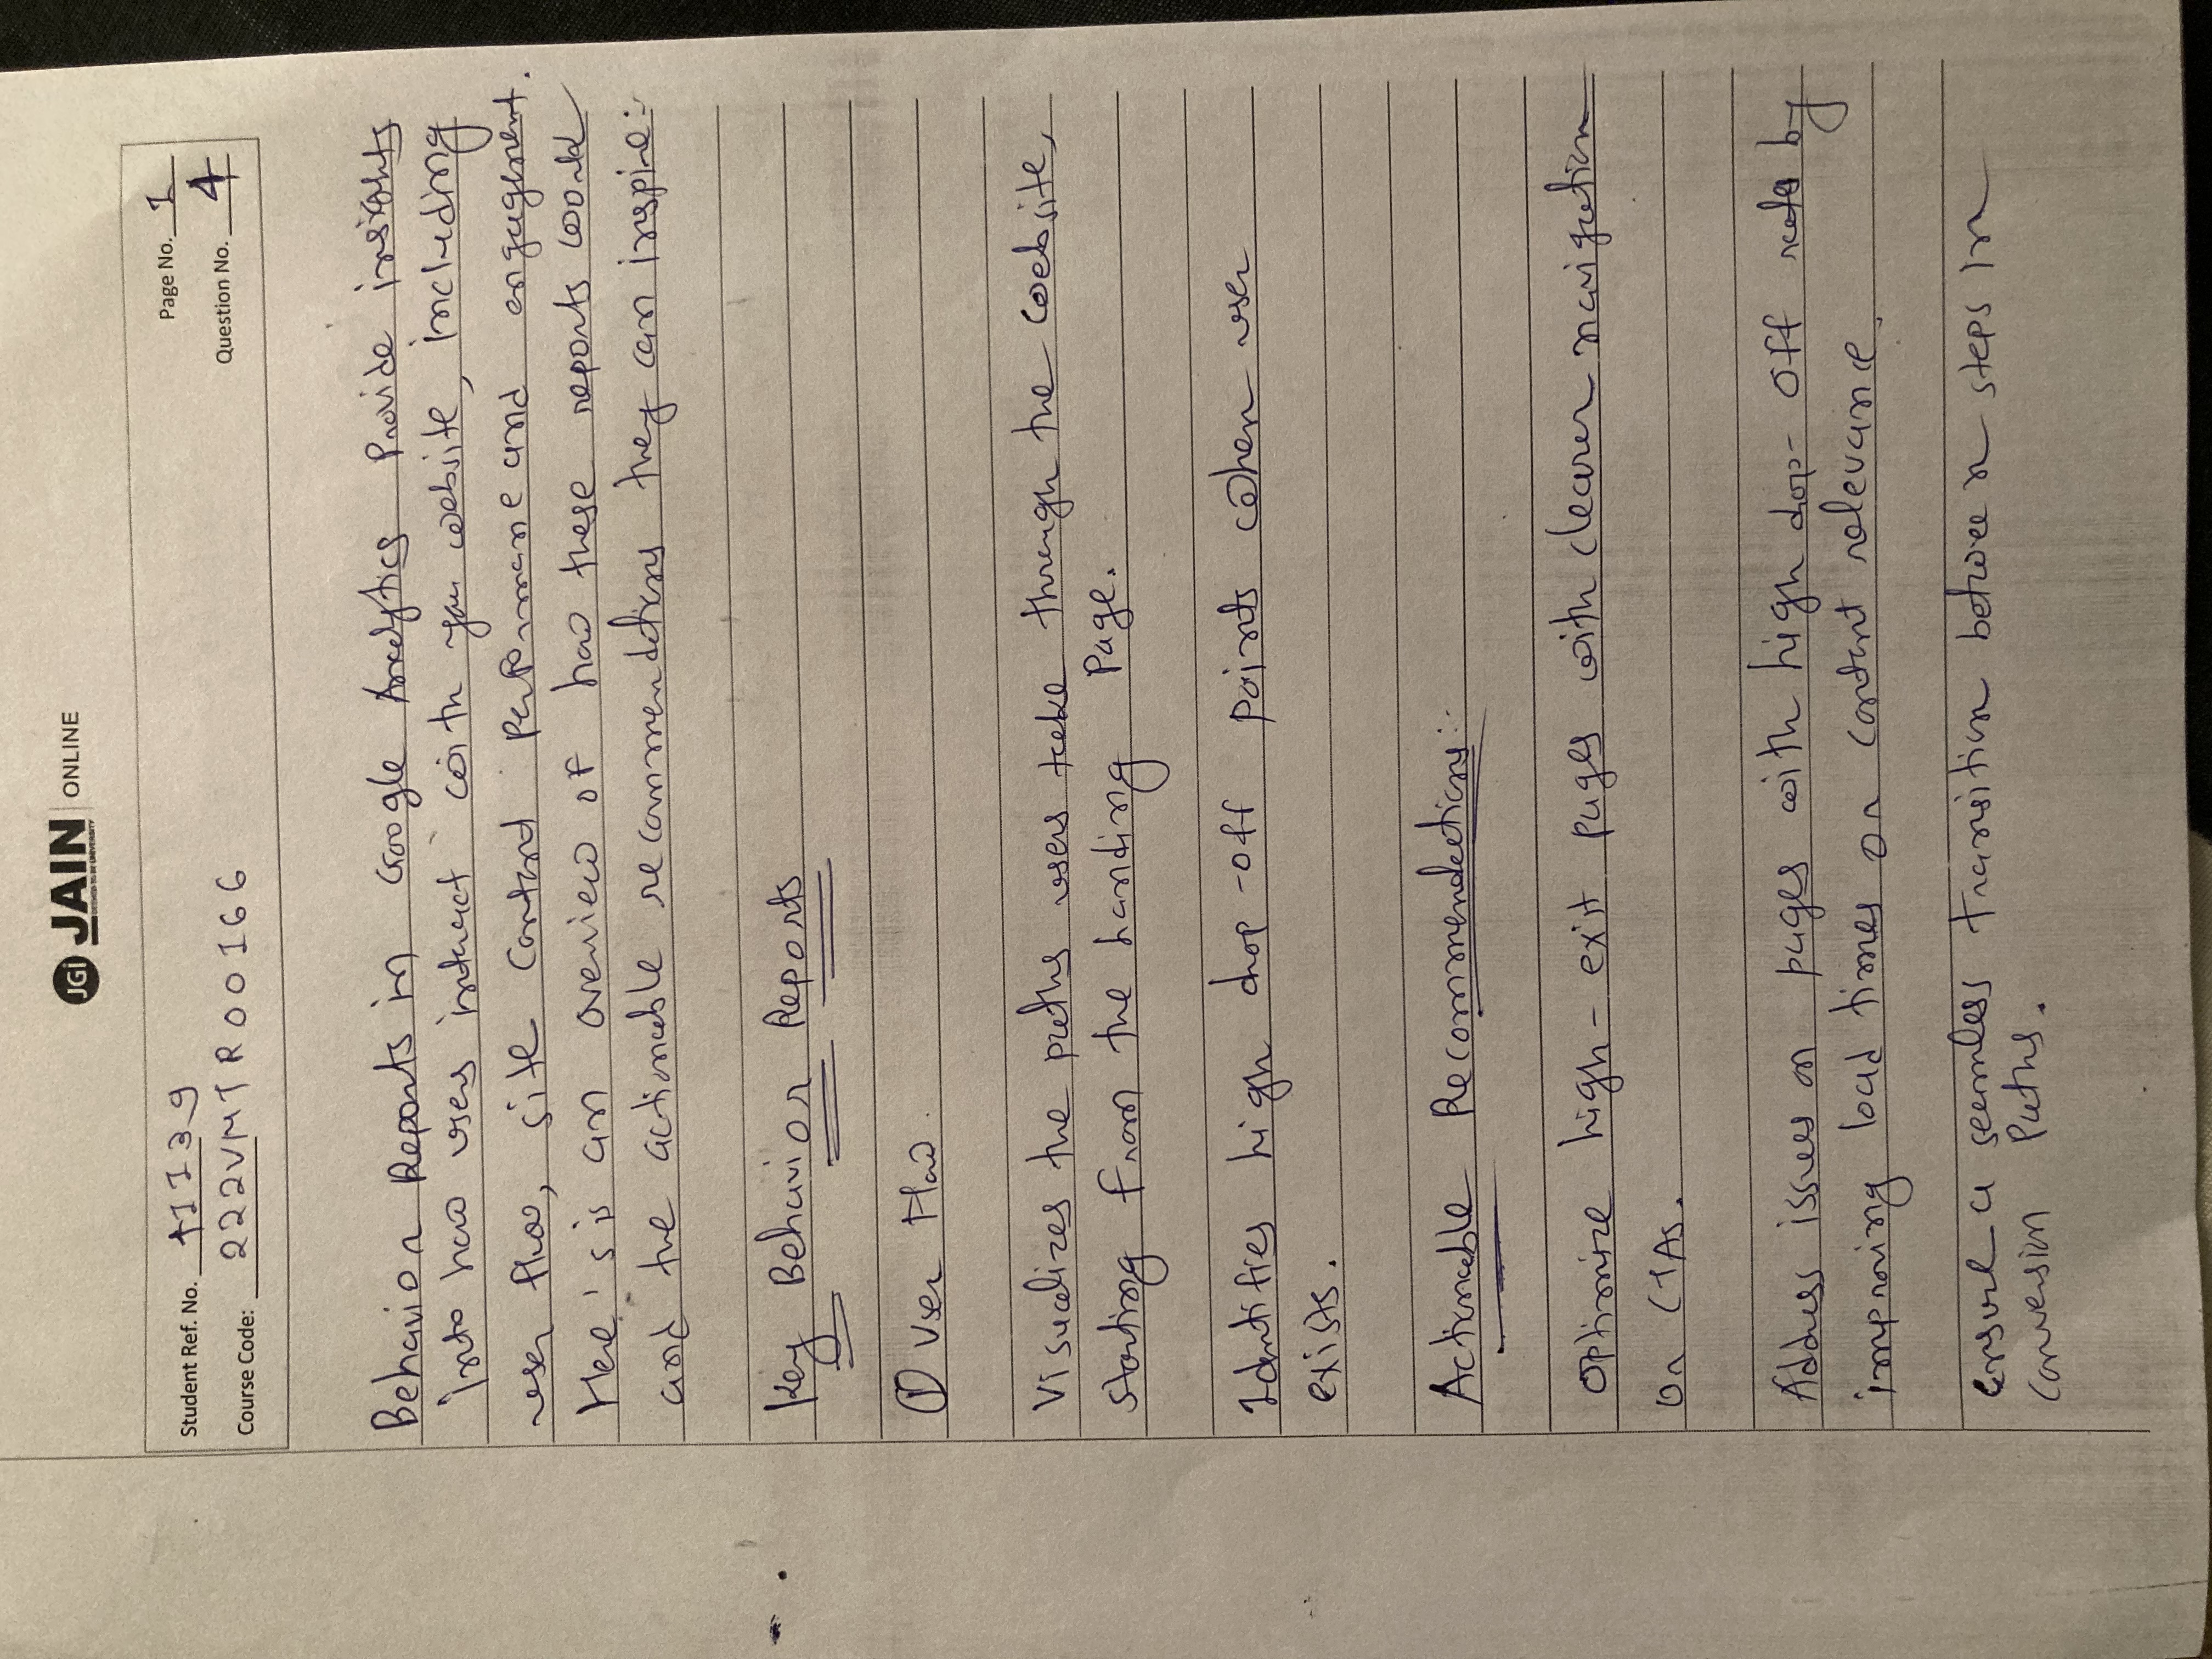 JGi JAIN ONLINE
DEEMED-TO-BE UNIVERSITY
Page No. 1
Student Ref. No. 41139
Question No. 4
Course Code: 222VMTR00166
Behavior Reports in Google Analytics Provide insights
into how users interact with your website, including
user flow, site content performance and engagement.
Here's is an overview of how these reports work
and the actionable recommendations they can inspire:
Key Behavior Reports
① User Flow.
Visualizes the paths users take through the website,
starting from the landing Page.
Identifies high drop-off points when user
exists.
Actionable Recommendations:-
Optimize high-exit pages with clearer navigation
or CTAs.
Address issues on pages with high drop-off rates by
improving load times or content relevance.
Ensure a seamless transition between steps in
conversion Paths.